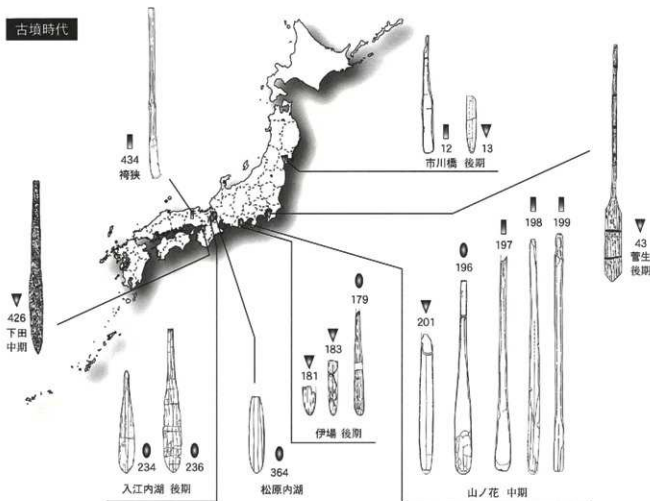 古墳時代
434
袴狭
12
13
市川橋 後期
43
菅生
後期
426
下田
中期
198
199
197
196
201
179
183
181
伊場 後期
234
236
入江内湖 後期
364
松原内湖
山ノ花 中期